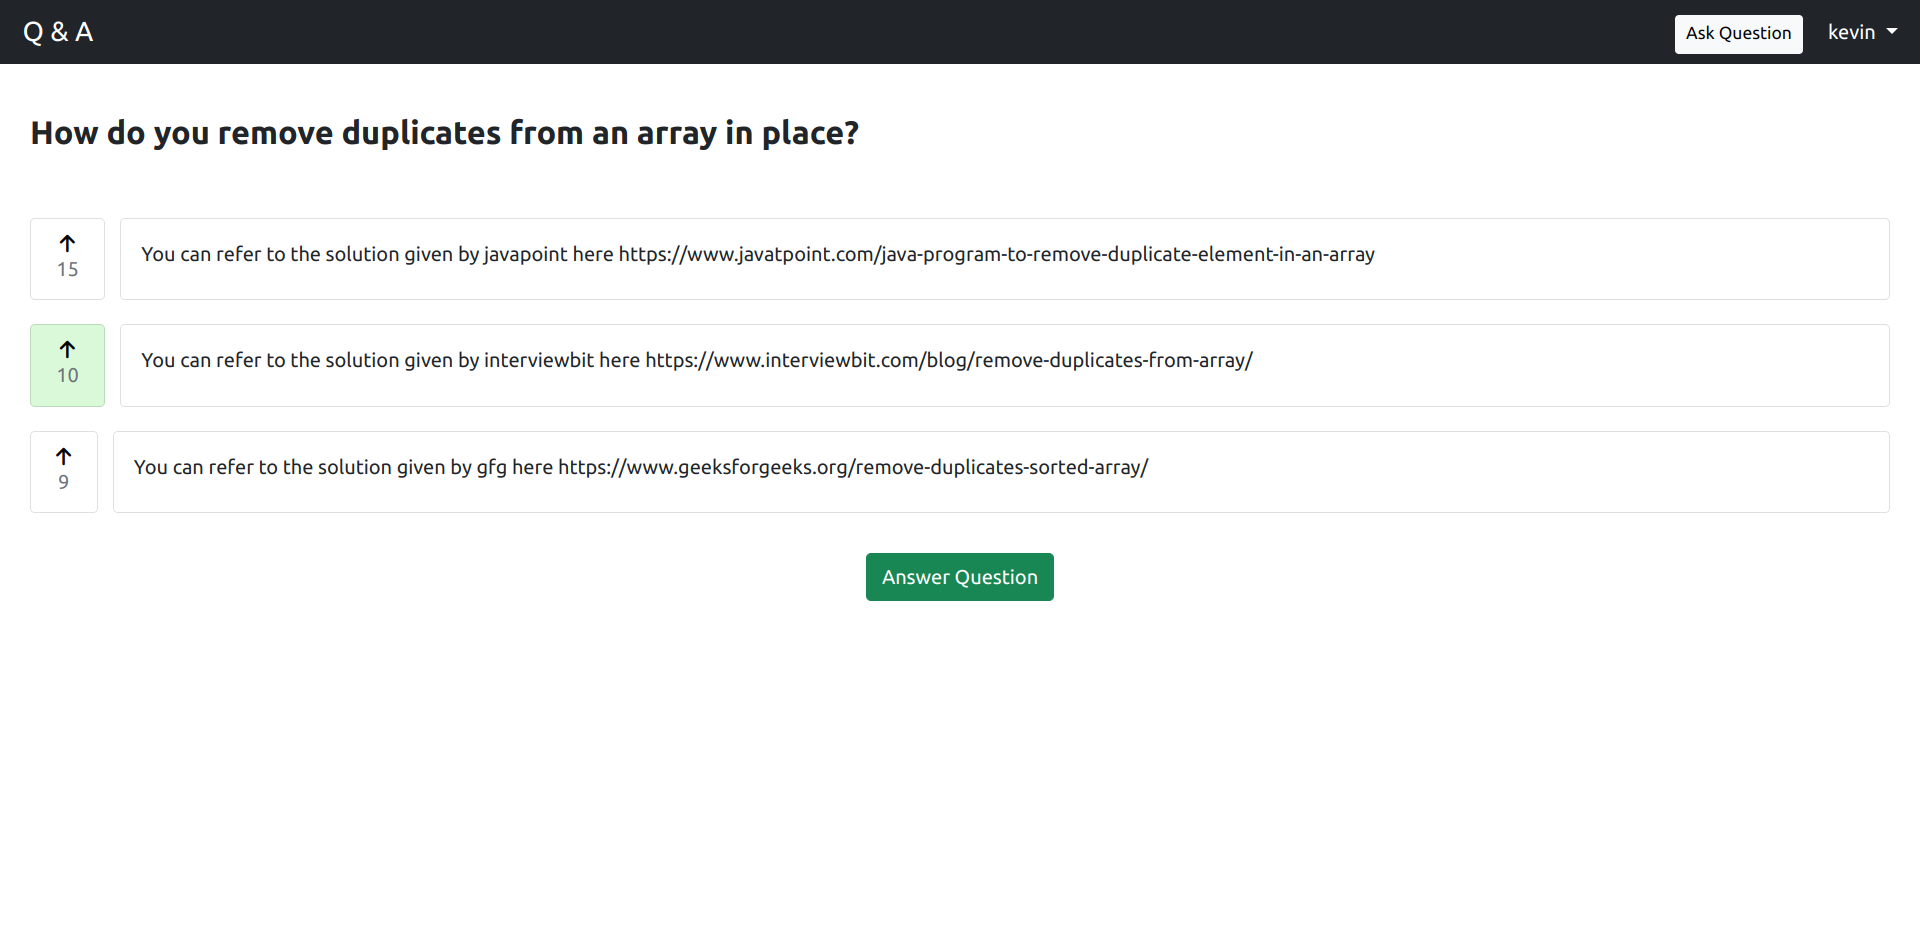 Q & A
Ask Question
kevin
How do you remove duplicates from an array in place?
15
You can refer to the solution given by javapoint here https://www.javatpoint.com/java-program-to-remove-duplicate-element-in-an-array
10
You can refer to the solution given by interviewbit here https://www.interviewbit.com/blog/remove-duplicates-from-array/
9
You can refer to the solution given by gfg here https://www.geeksforgeeks.org/remove-duplicates-sorted-array/
Answer Question